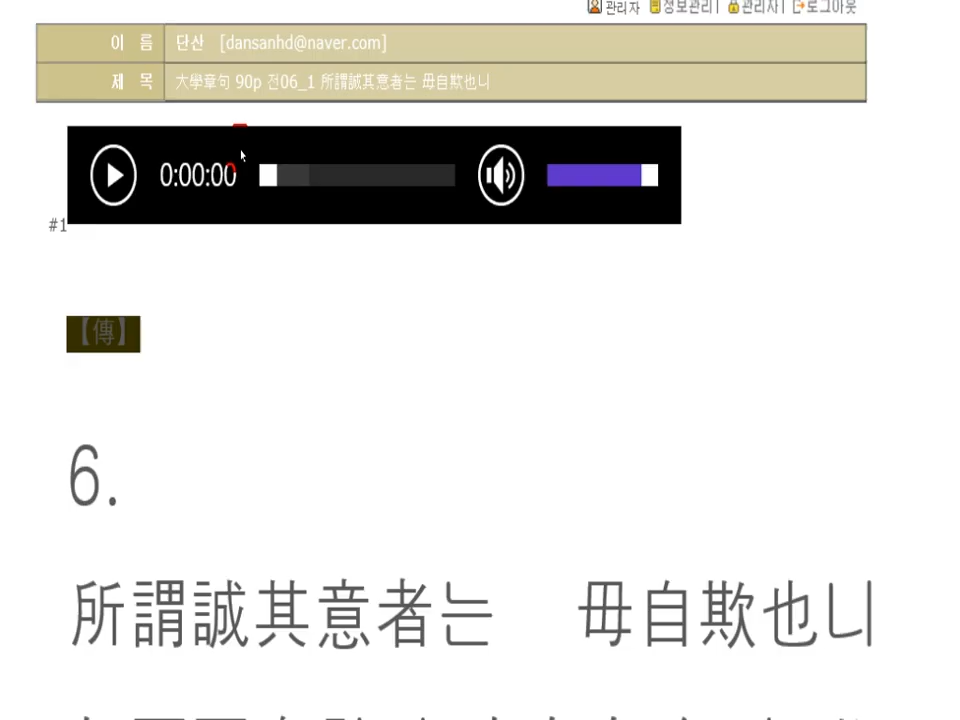 관리자 정보관리| 관리자| 로그아웃
이 름 단산 [dansanhd@naver.com]
제 목 大學章句 90p 전06_1 所謂誠其意者는 毋自欺也니
0:00:00
#1
【傳】
6.
所謂誠其意者는 毋自欺也니